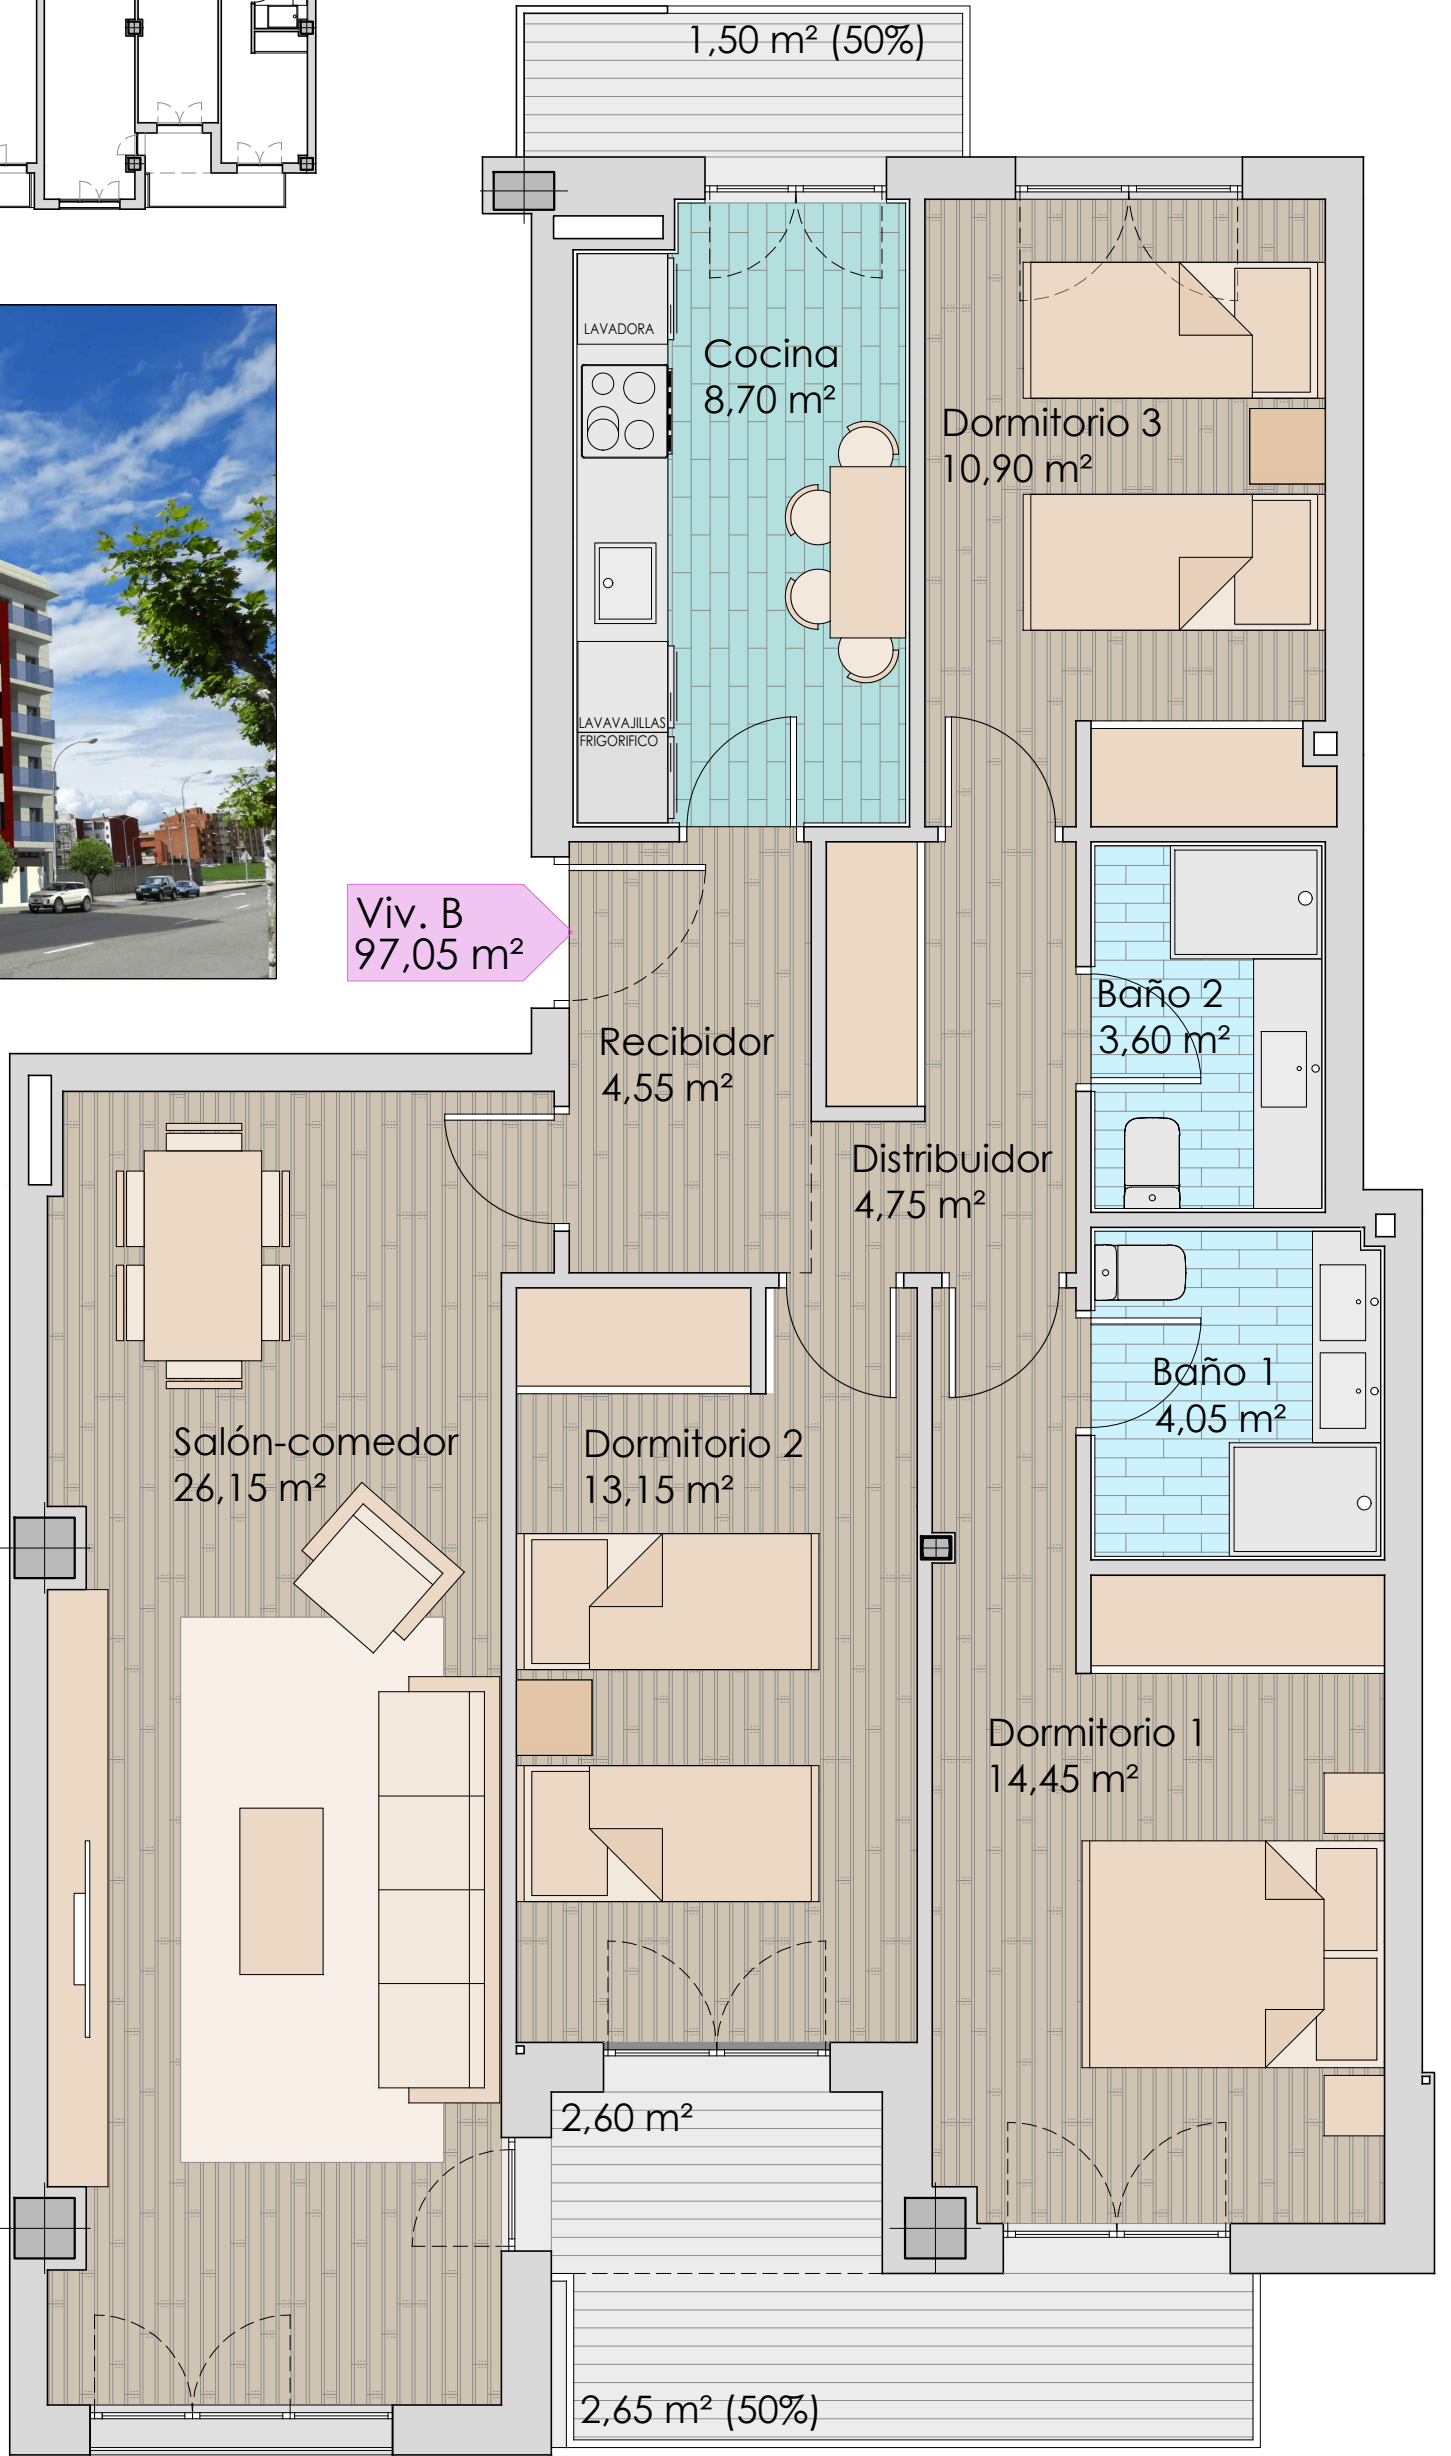 1,50 m² (50%)
LAVADORA
Cocina
8,70 m²
Dormitorio 3
10,90 m²
LAVAVAJILLAS
FRIGORIFICO
Viv. B
97,05 m²
Baño 2
3,60 m²
Recibidor
4,55 m²
Distribuidor
4,75 m²
Baño 1
4,05 m²
Salón-comedor
26,15 m²
Dormitorio 2
13,15 m²
Dormitorio 1
14,45 m²
2,60 m²
2,65 m² (50%)